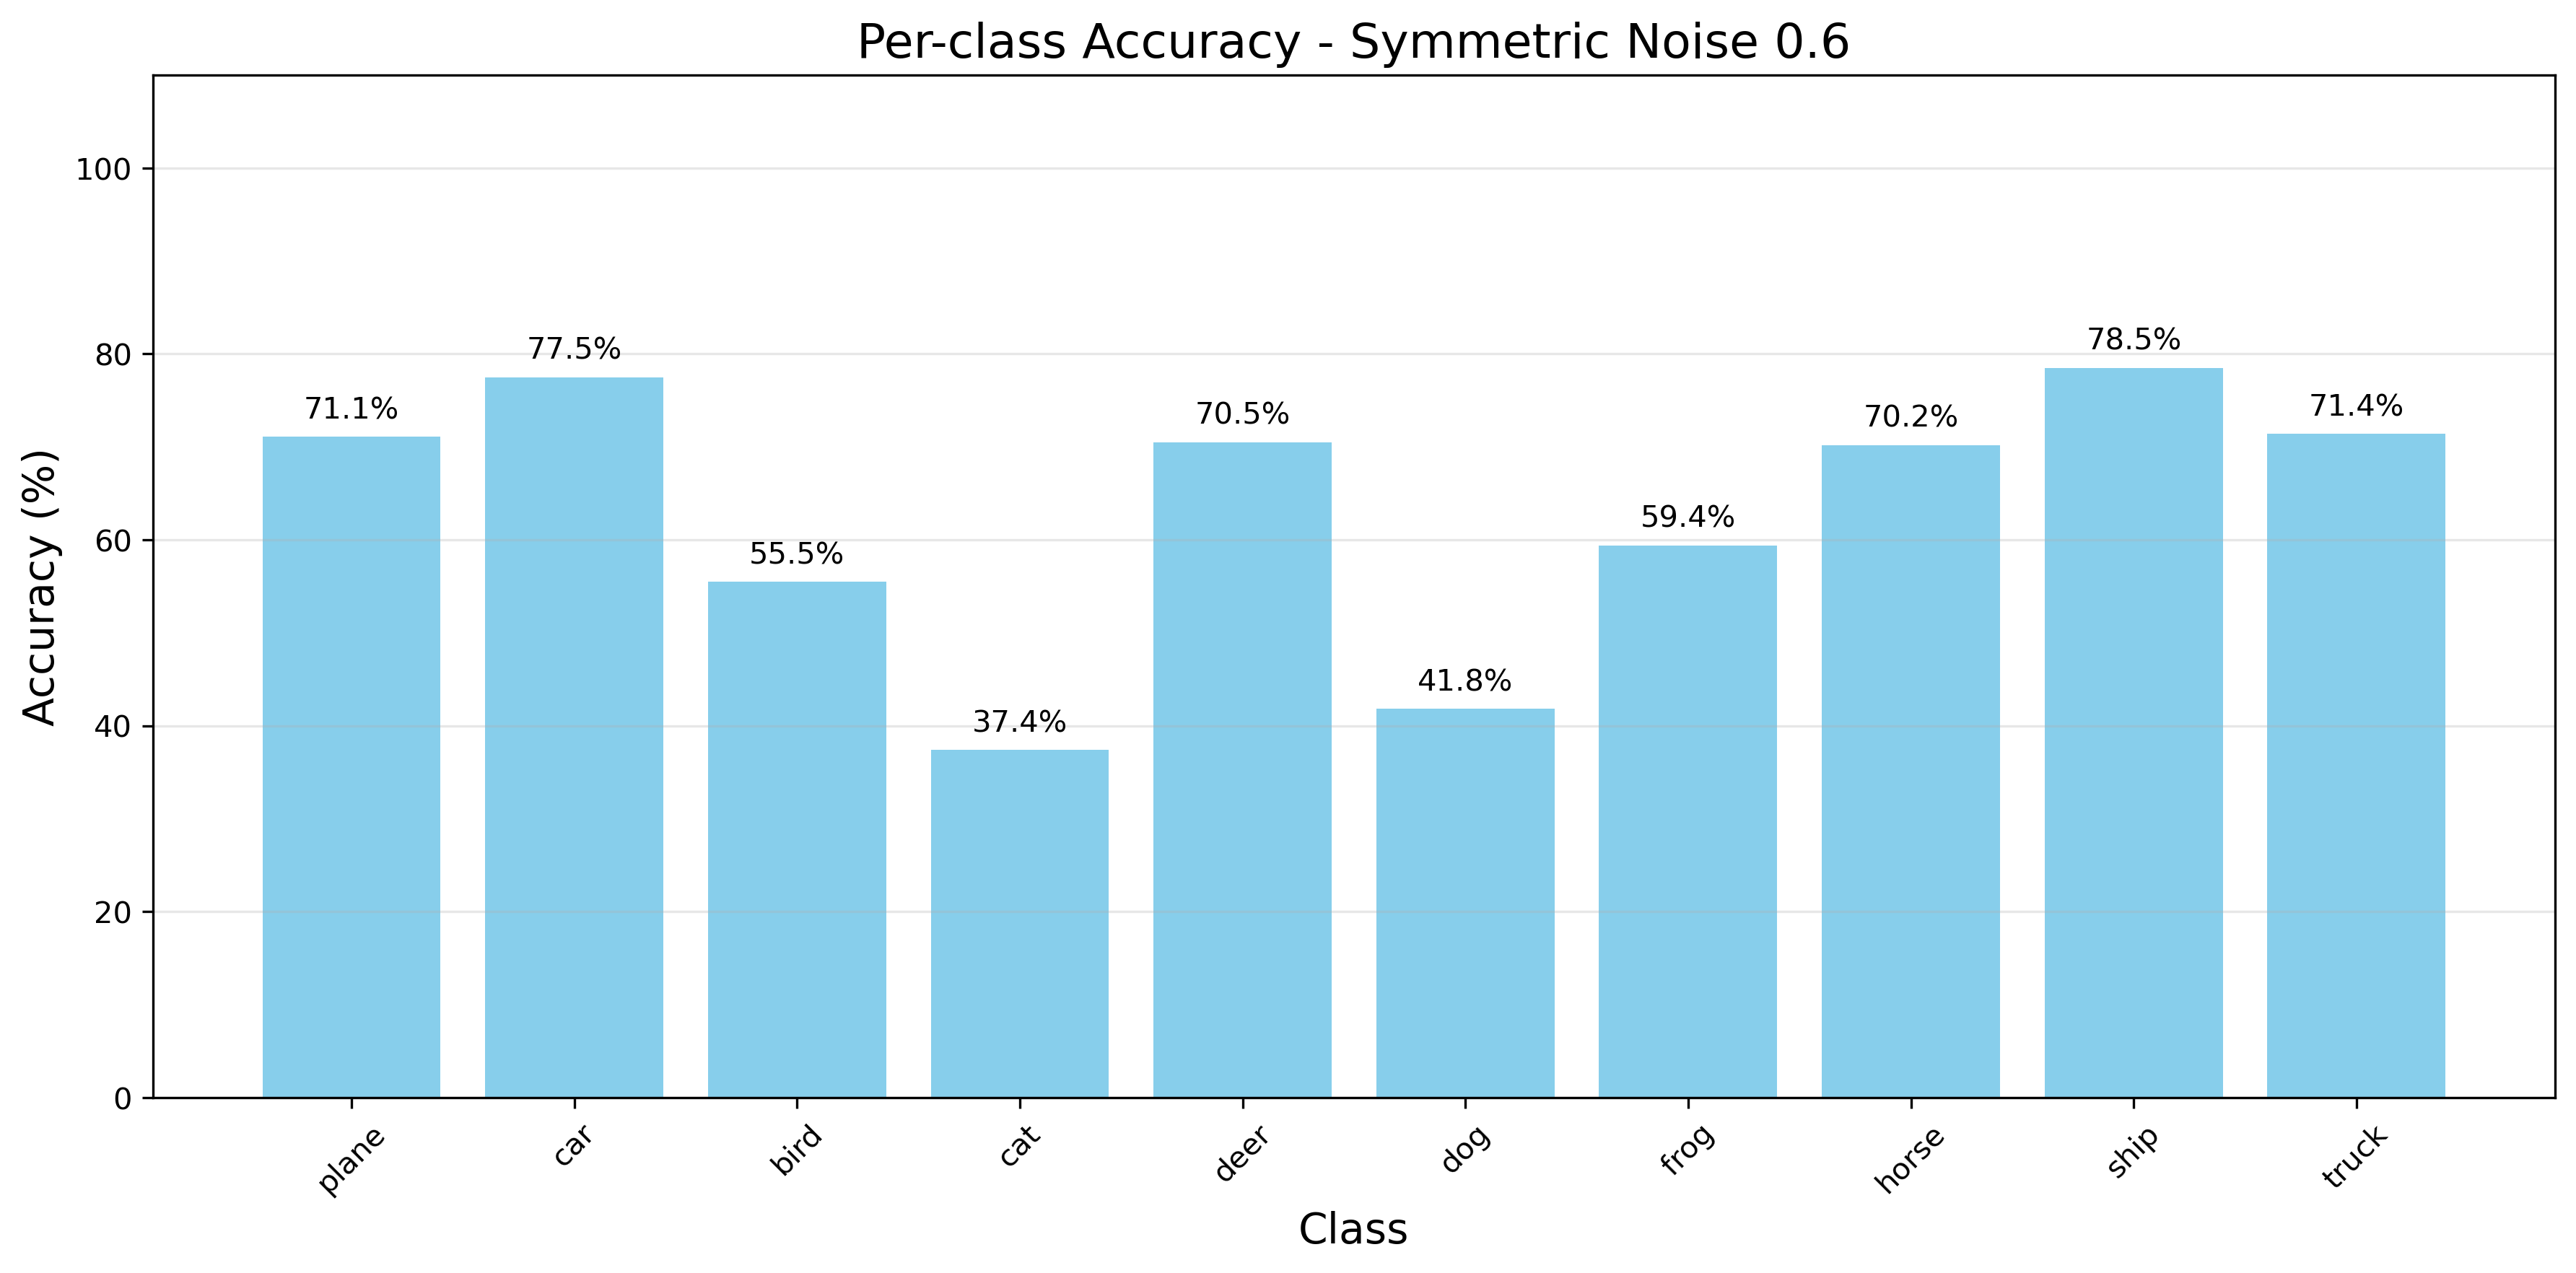 Per-class Accuracy - Symmetric Noise 0.6
Accuracy (%)
100
80
60
40
20
0
71.1%
77.5%
55.5%
37.4%
70.5%
41.8%
59.4%
70.2%
78.5%
71.4%
plane
car
bird
cat
deer
dog
frog
horse
ship
truck
Class